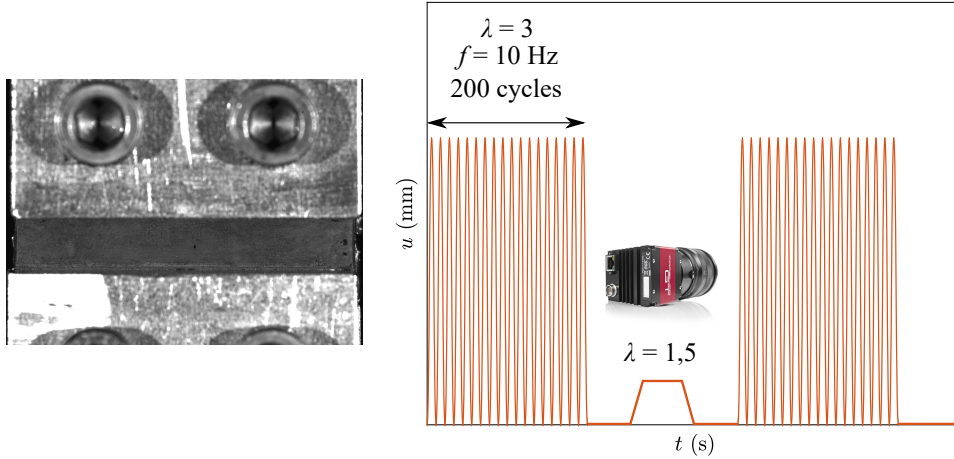 λ = 3
f = 10 Hz
200 cycles
u (mm)
λ = 1,5
t (s)